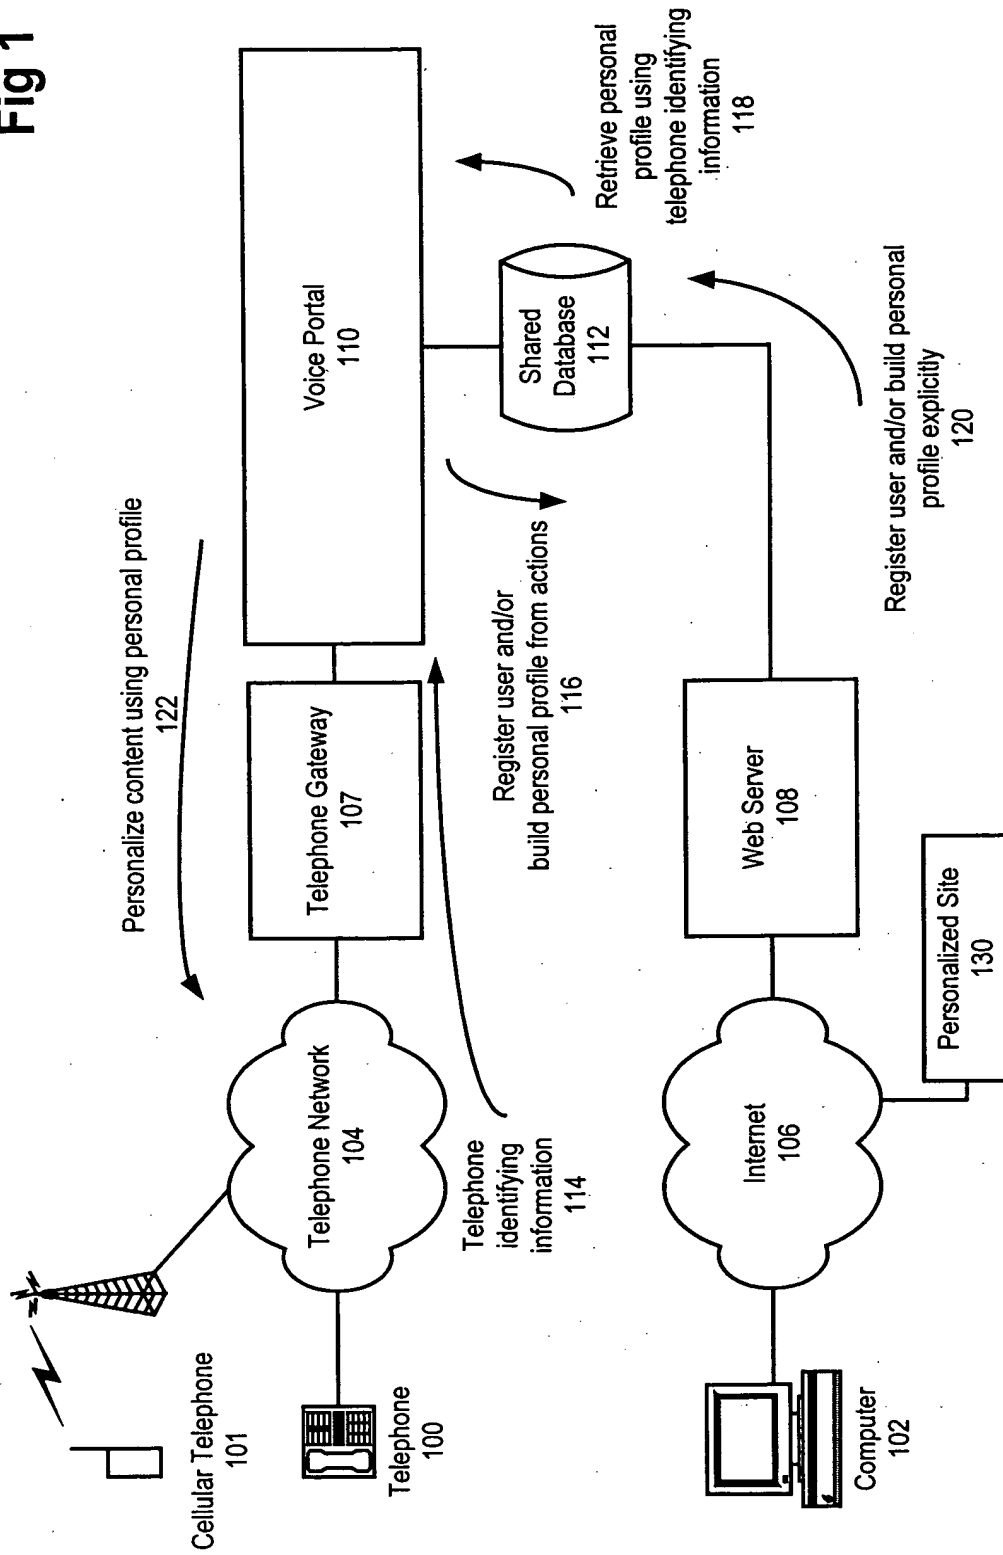 Fig 1
Cellular Telephone
101
Telephone
100
Telephone Network
104
Telephone Gateway
107
Voice Portal
110
Personalize content using personal profile
122
Telephone
identifying
information
114
Register user and/or
build personal profile from actions
116
Shared
Database
112
Retrieve personal
profile using
telephone identifying
information
118
Computer
102
Internet
106
Web Server
108
Register user and/or build personal
profile explicitly
120
Personalized Site
130